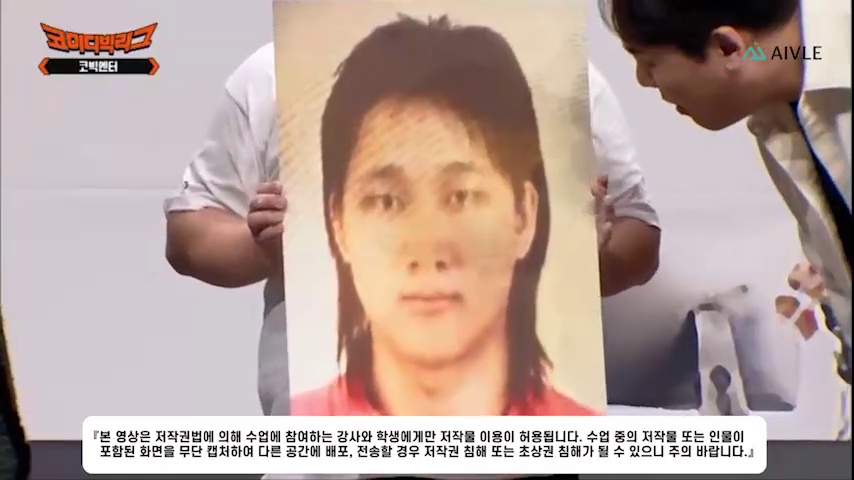 코미디빅리그
코빅엔터
AIVLE
『본 영상은 저작권법에 의해 수업에 참여하는 강사와 학생에게만 저작물 이용이 허용됩니다. 수업 중의 저작물 또는 인물이
포함된 화면을 무단 캡처하여 다른 공간에 배포, 전송할 경우 저작권 침해 또는 초상권 침해가 될 수 있으니 주의 바랍니다.』